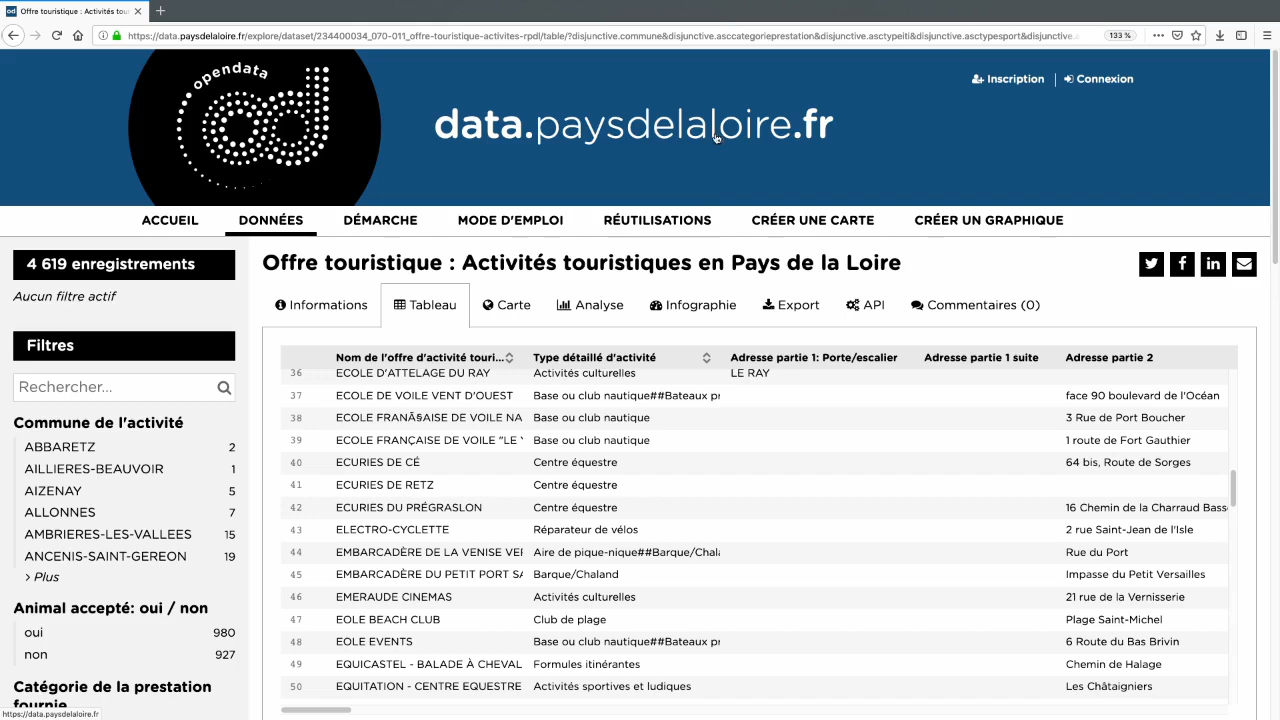 Offre touristique : Activités tou
https://data.paysdelaloire.fr/explore/dataset/234400034_070-011_offre-touristique-activites-rpdl/table/?disjunctive.commune&disjunctive.asccategorieprestation&disjunctive.asctypeiti&disjunctive.asctypesport&disjunctive.a
133 %
opendata
Inscription
Connexion
data.paysdelaloire.fr
ACCUEIL DONNÉES DÉMARCHE MODE D'EMPLOI RÉUTILISATIONS CRÉER UNE CARTE CRÉER UN GRAPHIQUE
4 619 enregistrements
Aucun filtre actif
Filtres
Rechercher...
Commune de l'activité
ABBARETZ 2
AILLIERES-BEAUVOIR 1
AIZENAY 5
ALLONNES 7
AMBRIERES-LES-VALLEES 15
ANCENIS-SAINT-GEREON 19
> Plus
Animal accepté: oui / non
oui 980
non 927
Catégorie de la prestation
fournie
Offre touristique : Activités touristiques en Pays de la Loire
Informations Tableau Carte Analyse Infographie Export API Commentaires (0)
Nom de l'offre d'activité touri... Type détaillé d'activité Adresse partie 1: Porte/escalier Adresse partie 1 suite Adresse partie 2
36 ECOLE D'ATTELAGE DU RAY Activités culturelles LE RAY
37 ECOLE DE VOILE VENT D'OUEST Base ou club nautique##Bateaux pr face 90 boulevard de l'Océan
38 ECOLE FRANÃ§AISE DE VOILE NA Base ou club nautique 3 Rue de Port Boucher
39 ECOLE FRANÇAISE DE VOILE "LE Base ou club nautique 1 route de Fort Gauthier
40 ECURIES DE CÉ Centre équestre 64 bis, Route de Sorges
41 ECURIES DE RETZ Centre équestre
42 ECURIES DU PRÉGRASLON Centre équestre 16 Chemin de la Charraud Bass
43 ELECTRO-CYCLETTE Réparateur de vélos 2 rue Saint-Jean de l'Isle
44 EMBARCADÈRE DE LA VENISE VER Aire de pique-nique##Barque/Chala Rue du Port
45 EMBARCADÈRE DU PETIT PORT SA Barque/Chaland Impasse du Petit Versailles
46 EMERAUDE CINEMAS Activités culturelles 21 rue de la Vernisserie
47 EOLE BEACH CLUB Club de plage Plage Saint-Michel
48 EOLE EVENTS Base ou club nautique##Bateaux pr 6 Route du Bas Brivin
49 EQUICASTEL - BALADE À CHEVAL Formules itinérantes Chemin de Halage
50 EQUITATION - CENTRE EQUESTRE Activités sportives et ludiques Les Châtaigniers
https://data.paysdelaloire.fr